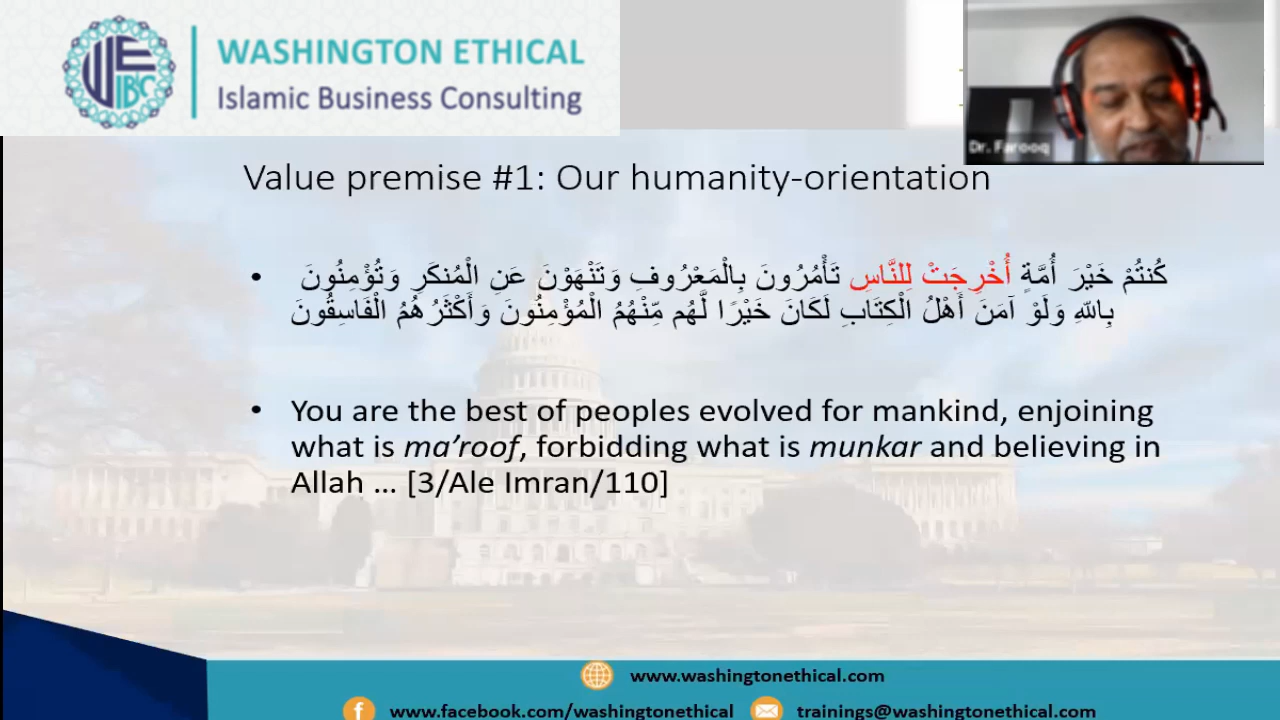 WASHINGTON ETHICAL
Islamic Business Consulting
WEIBC
Dr. Farooq
Value premise #1: Our humanity-orientation
• كُنتُمْ خَيْرَ أُمَّةٍ أُخْرِجَتْ لِلنَّاسِ تَأْمُرُونَ بِالْمَعْرُوفِ وَتَنْهَوْنَ عَنِ الْمُنكَرِ وَتُؤْمِنُونَ
بِاللّهِ وَلَوْ آمَنَ أَهْلُ الْكِتَابِ لَكَانَ خَيْرًا لَّهُم مِّنْهُمُ الْمُؤْمِنُونَ وَأَكْثَرُهُمُ الْفَاسِقُونَ
• You are the best of peoples evolved for mankind, enjoining
what is ma’roof, forbidding what is munkar and believing in
Allah … [3/Ale Imran/110]
www.washingtonethical.com
www.facebook.com/washingtonethical
trainings@washingtonethical.com